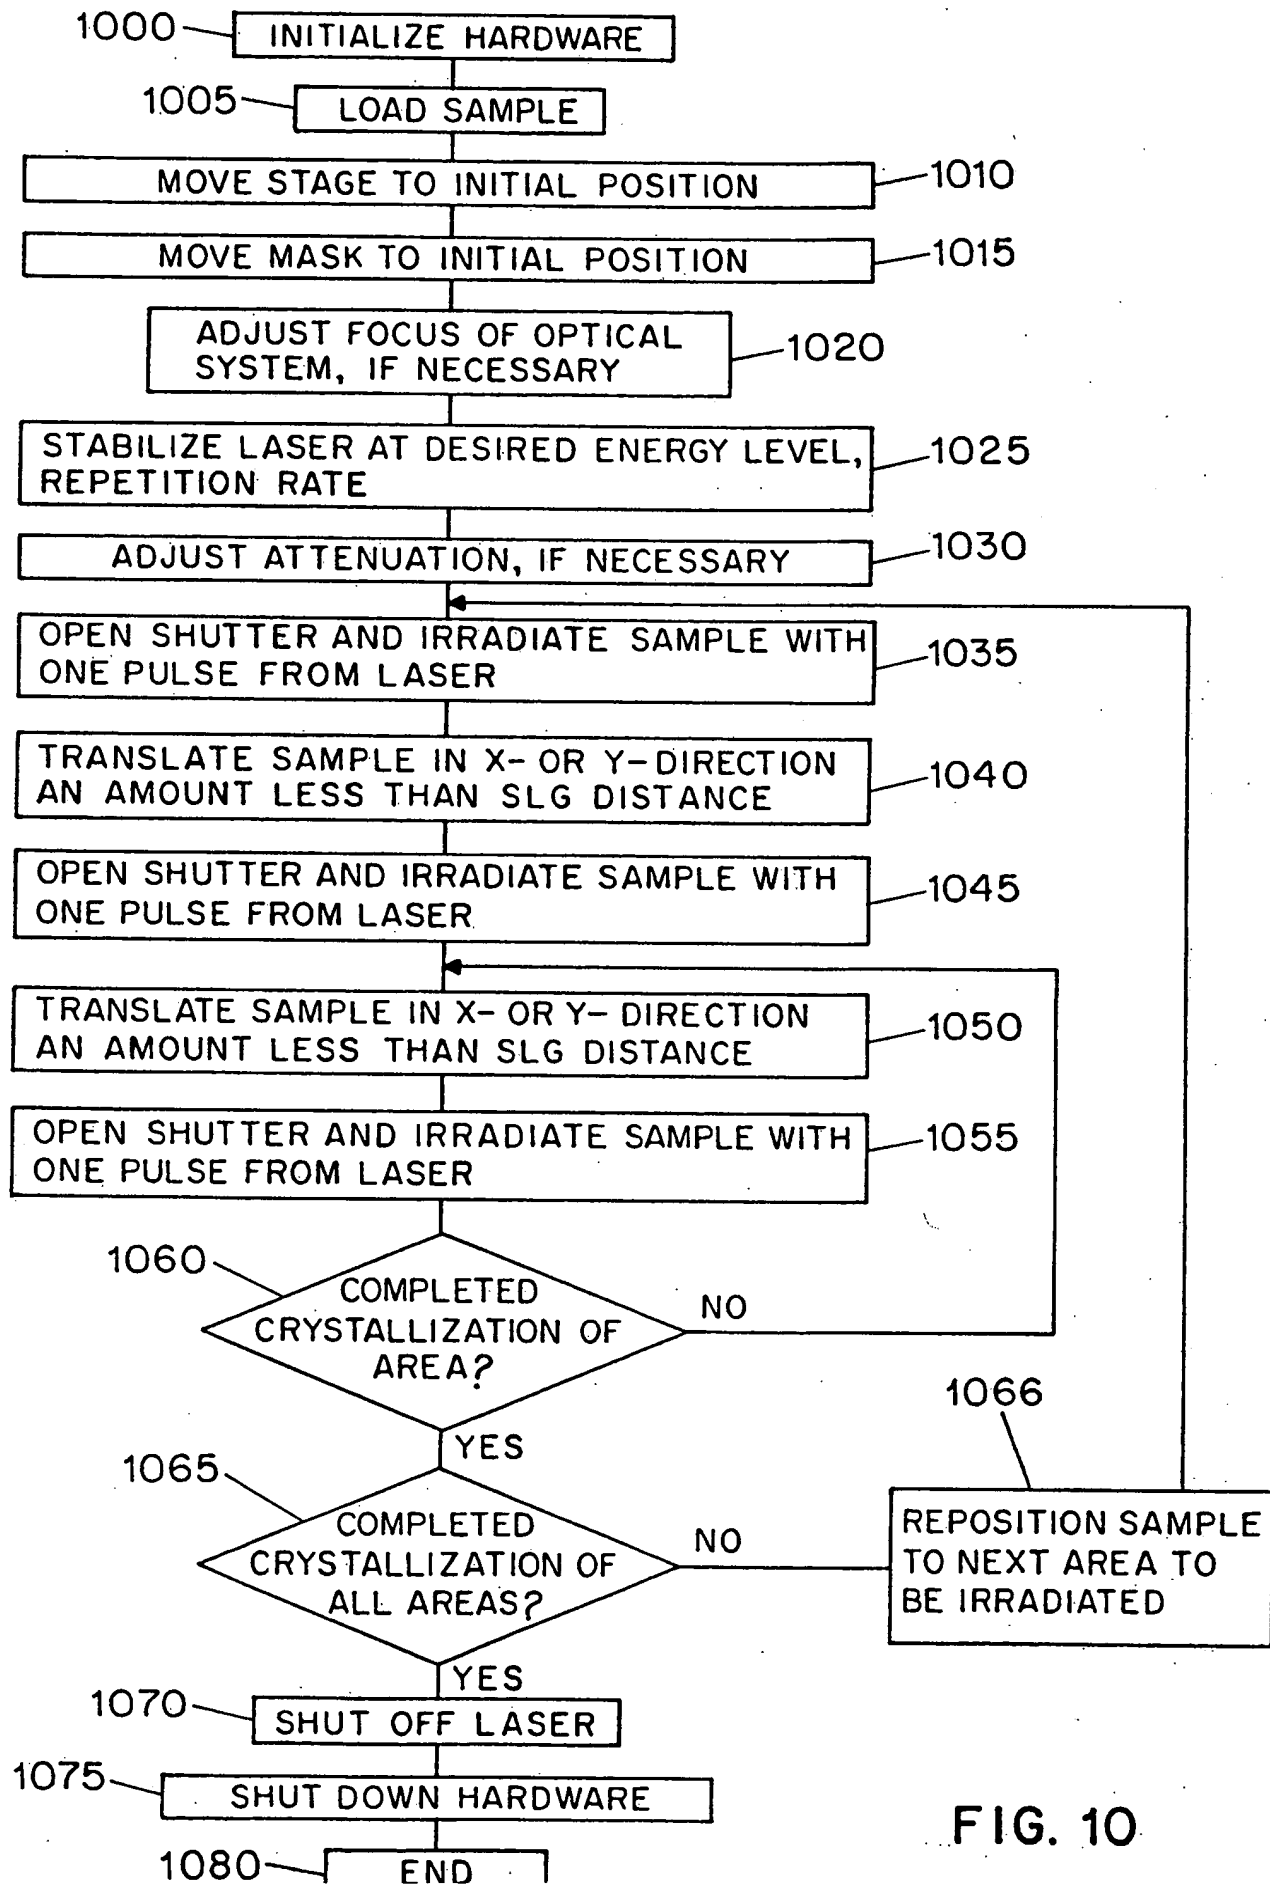 1000
INITIALIZE HARDWARE
1005
LOAD SAMPLE
MOVE STAGE TO INITIAL POSITION
1010
MOVE MASK TO INITIAL POSITION
1015
ADJUST FOCUS OF OPTICAL
SYSTEM, IF NECESSARY
1020
STABILIZE LASER AT DESIRED ENERGY LEVEL,
REPETITION RATE
1025
ADJUST ATTENUATION, IF NECESSARY
1030
OPEN SHUTTER AND IRRADIATE SAMPLE WITH
ONE PULSE FROM LASER
1035
TRANSLATE SAMPLE IN X- OR Y-DIRECTION
AN AMOUNT LESS THAN SLG DISTANCE
1040
OPEN SHUTTER AND IRRADIATE SAMPLE WITH
ONE PULSE FROM LASER
1045
TRANSLATE SAMPLE IN X- OR Y- DIRECTION
AN AMOUNT LESS THAN SLG DISTANCE
1050
OPEN SHUTTER AND IRRADIATE SAMPLE WITH
ONE PULSE FROM LASER
1055
1060
COMPLETED
CRYSTALLIZATION OF
AREA?
NO
YES
1065
COMPLETED
CRYSTALLIZATION OF
ALL AREAS?
NO
1066
REPOSITION SAMPLE
TO NEXT AREA TO
BE IRRADIATED
YES
1070
SHUT OFF LASER
1075
SHUT DOWN HARDWARE
1080
END
FIG. 10